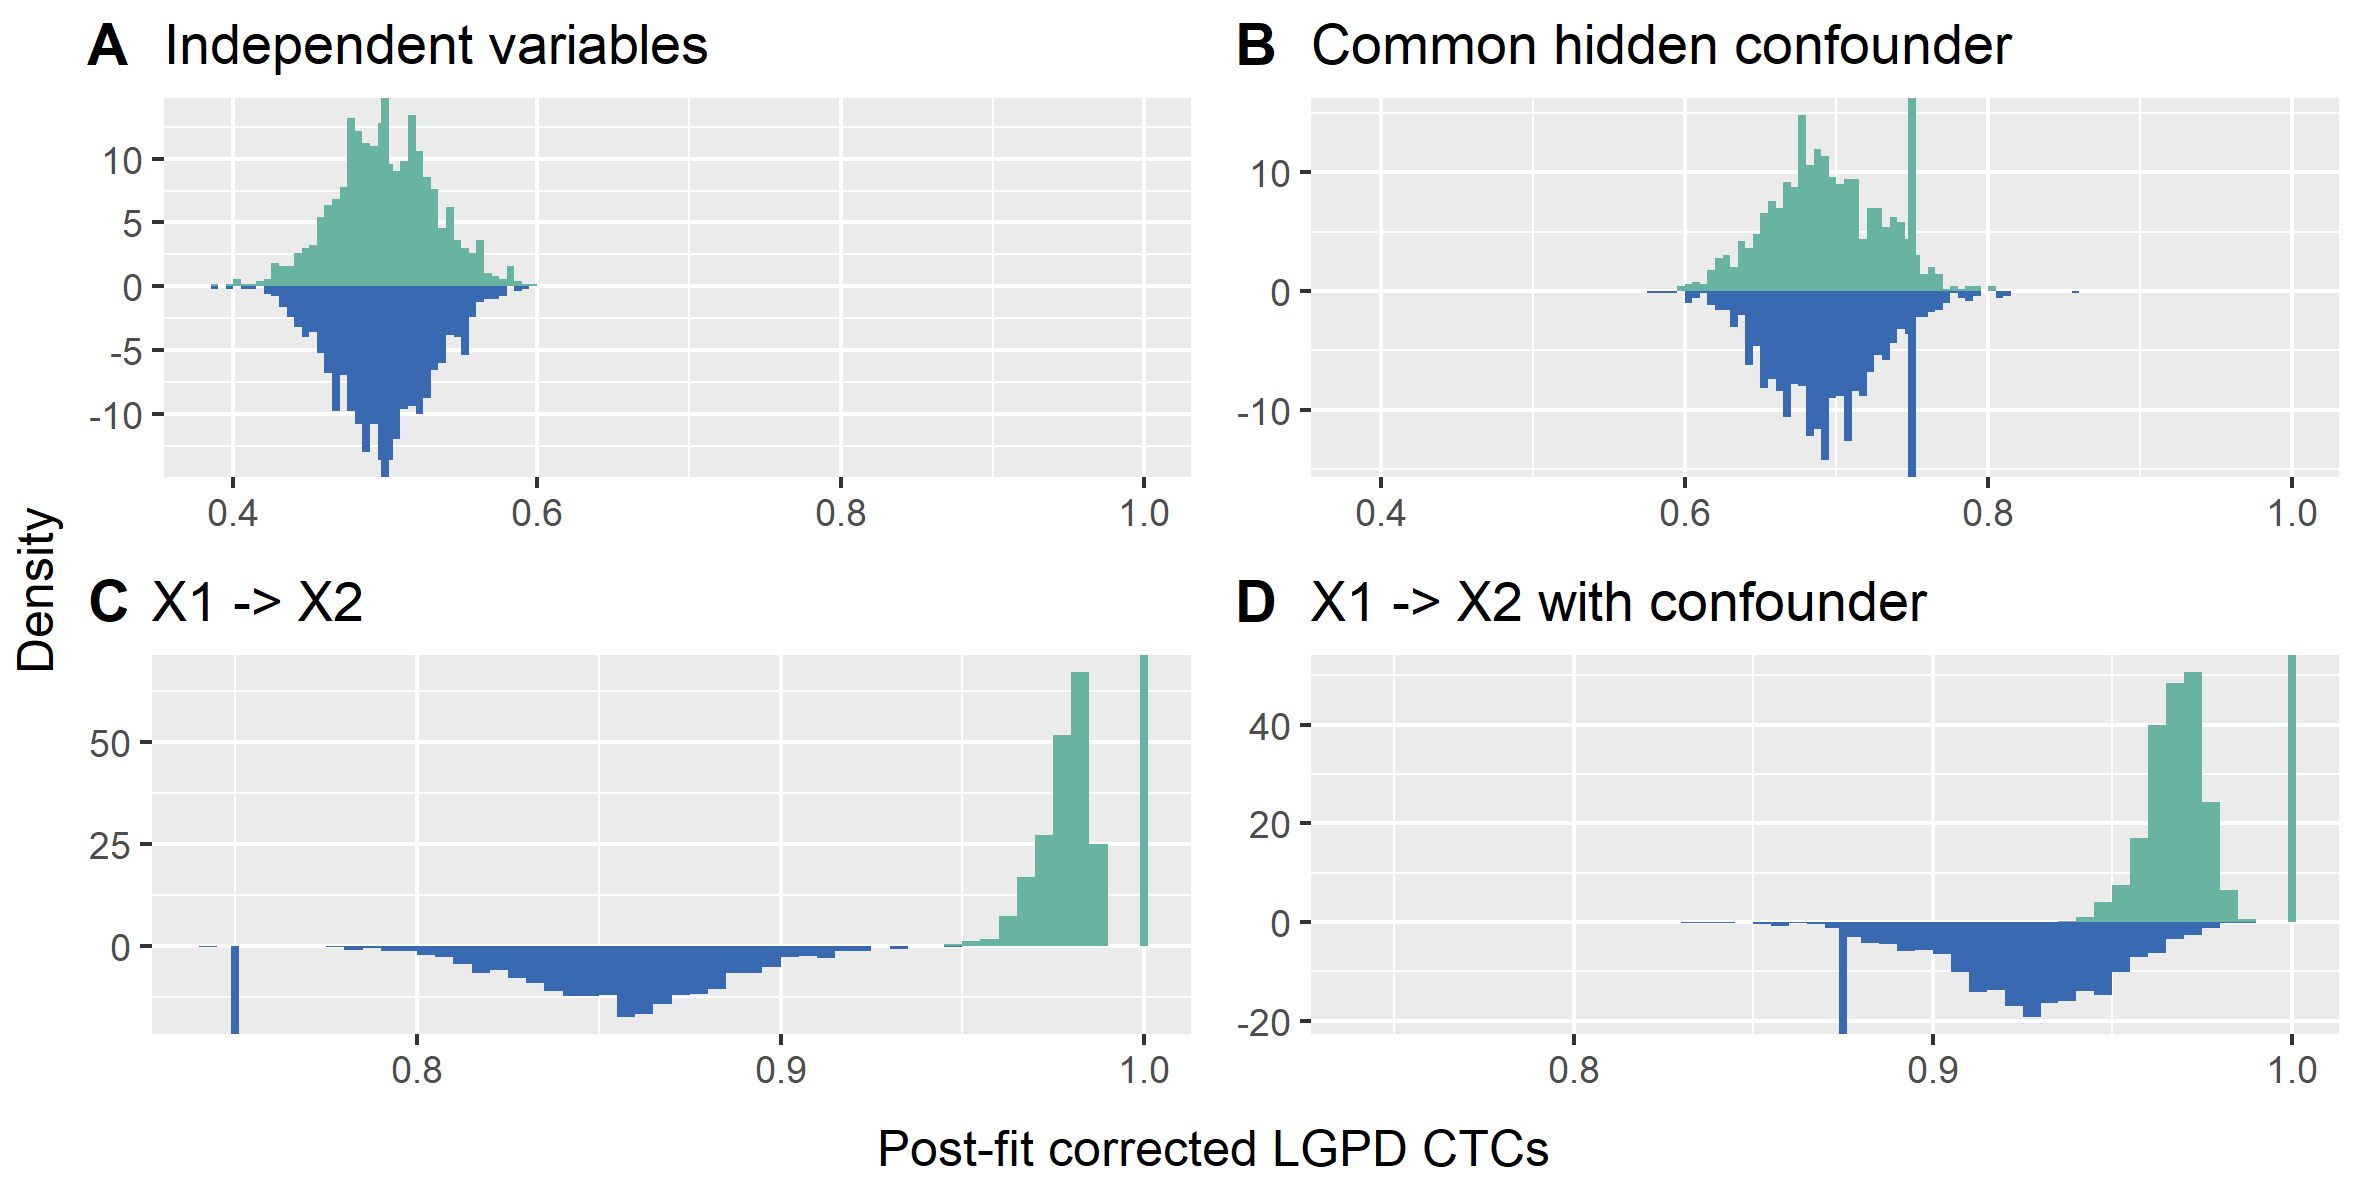 A Independent variables
10
5
0
-5
-10
0.4 0.6 0.8 1.0
B Common hidden confounder
10
0
-10
0.4 0.6 0.8 1.0
Density
C X1 -> X2
50
25
0
0.8 0.9 1.0
D X1 -> X2 with confounder
40
20
0
-20
0.8 0.9 1.0
Post-fit corrected LGPD CTCs